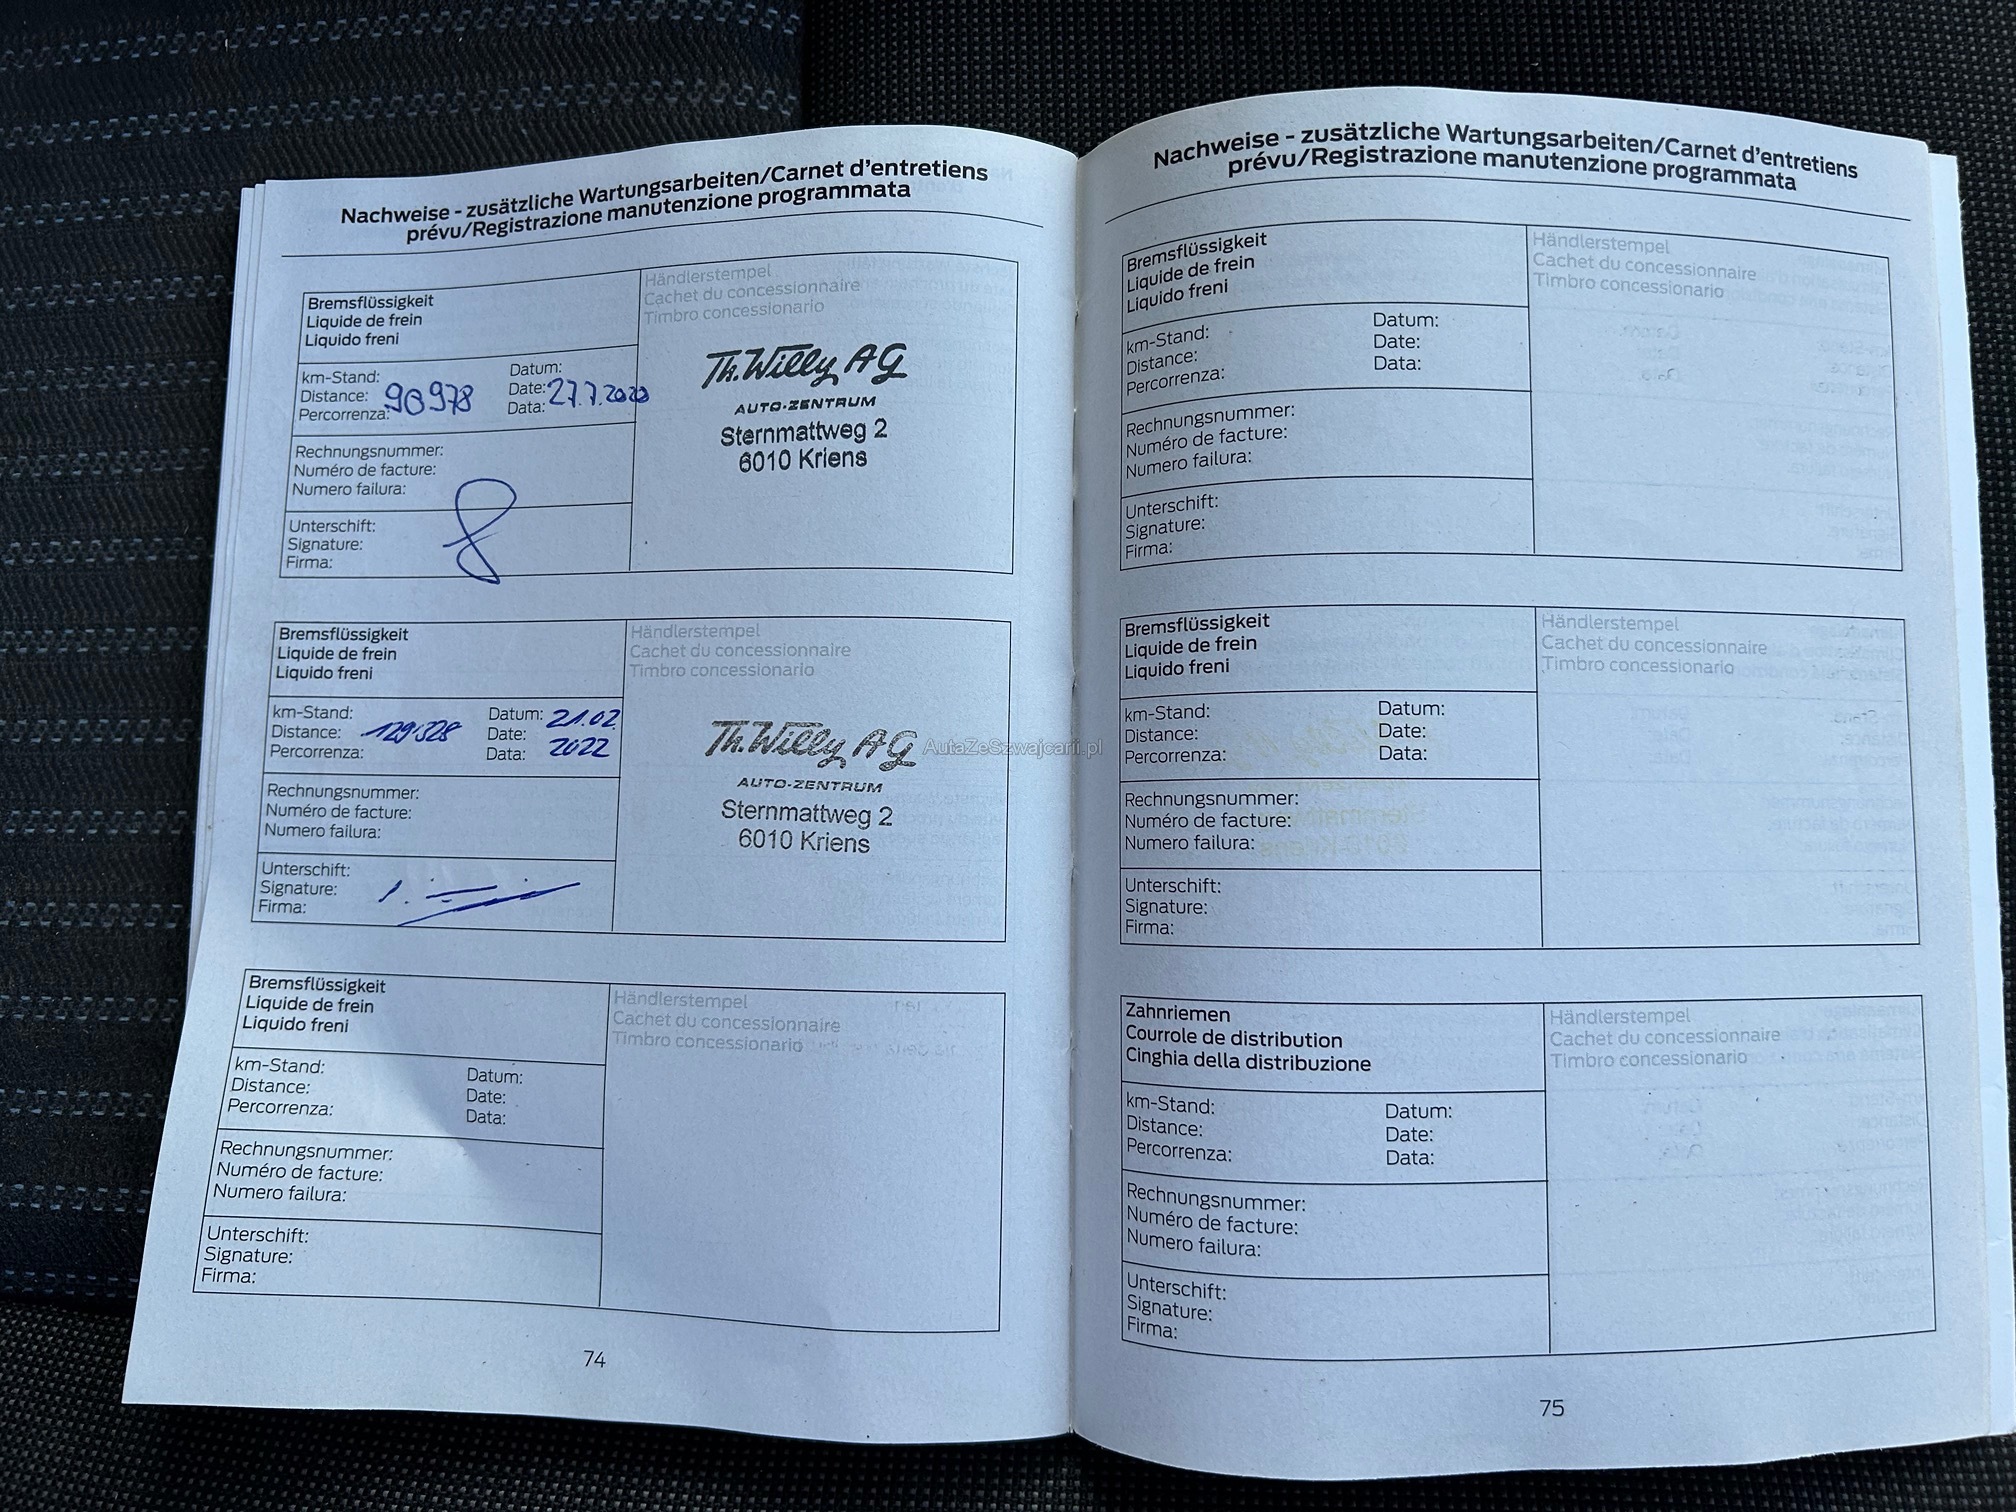 Nachweise - zusätzliche Wartungsarbeiten/Carnet d'entretiens
prévu/Registrazione manutenzione programmata
Bremsflüssigkeit
Liquide de frein
Liquido freni
Händlerstempel
Cachet du concessionnaire
Timbro concessionario
km-Stand:
Distance: 90978
Percorrenza:
Datum:
Date: 27.7.2020
Data:
Th. Willy AG
AUTO-ZENTRUM
Sternmattweg 2
6010 Kriens
Rechnungsnummer:
Numéro de facture:
Numero failura:
Unterschift:
Signature:
Firma:
Bremsflüssigkeit
Liquide de frein
Liquido freni
Händlerstempel
Cachet du concessionnaire
Timbro concessionario
km-Stand:
Distance: 129.328
Percorrenza:
Datum: 21.02.
Date:
Data: 2022
Th. Willy AG
AUTO-ZENTRUM
Sternmattweg 2
6010 Kriens
AutaZeSzwajcarii.pl
Rechnungsnummer:
Numéro de facture:
Numero failura:
Unterschift:
Signature:
Firma:
Bremsflüssigkeit
Liquide de frein
Liquido freni
Händlerstempel
Cachet du concessionnaire
Timbro concessionario
km-Stand:
Distance:
Percorrenza:
Datum:
Date:
Data:
Rechnungsnummer:
Numéro de facture:
Numero failura:
Unterschift:
Signature:
Firma:
74
Nachweise - zusätzliche Wartungsarbeiten/Carnet d'entretiens
prévu/Registrazione manutenzione programmata
Bremsflüssigkeit
Liquide de frein
Liquido freni
Händlerstempel
Cachet du concessionnaire
Timbro concessionario
km-Stand:
Distance:
Percorrenza:
Datum:
Date:
Data:
Rechnungsnummer:
Numéro de facture:
Numero failura:
Unterschift:
Signature:
Firma:
Bremsflüssigkeit
Liquide de frein
Liquido freni
Händlerstempel
Cachet du concessionnaire
Timbro concessionario
km-Stand:
Distance:
Percorrenza:
Datum:
Date:
Data:
Rechnungsnummer:
Numéro de facture:
Numero failura:
Unterschift:
Signature:
Firma:
Zahnriemen
Courrole de distribution
Cinghia della distribuzione
Händlerstempel
Cachet du concessionnaire
Timbro concessionario
km-Stand:
Distance:
Percorrenza:
Datum:
Date:
Data:
Rechnungsnummer:
Numéro de facture:
Numero failura:
Unterschift:
Signature:
Firma:
75